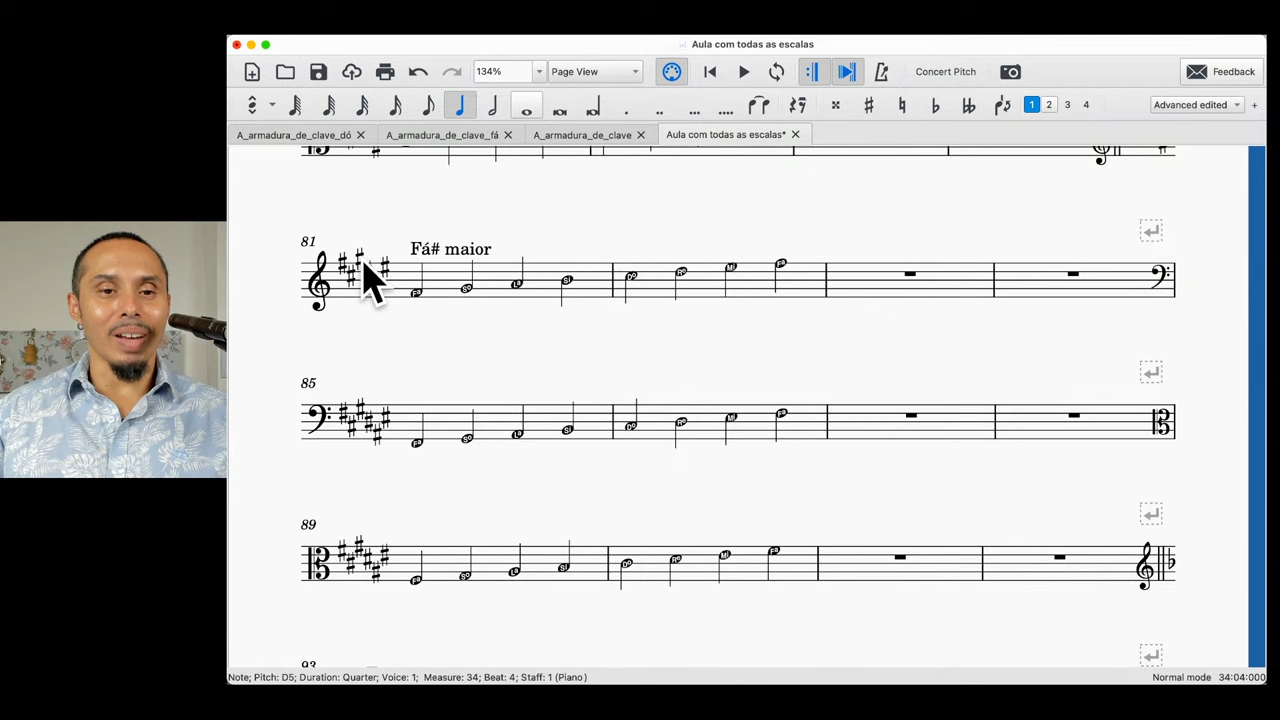 Aula com todas as escalas
134%
Page View
Concert Pitch
Feedback
1 2 3 4
Advanced edited
+
A_armadura_de_clave_dó
A_armadura_de_clave_fá
A_armadura_de_clave
Aula com todas as escalas*
81
Fá# maior
85
89
Note; Pitch: D5; Duration: Quarter; Voice: 1; Measure: 34; Beat: 4; Staff: 1 (Piano)
Normal mode
34:04:000